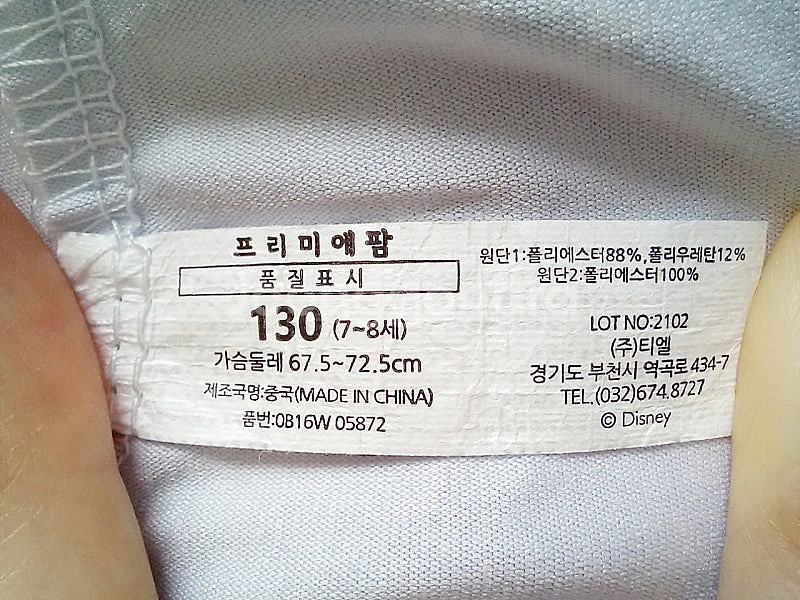 프리미얘팜
품질표시
130 (7~8세)
가슴둘레 67.5~72.5cm
제조국명:중국(MADE IN CHINA)
품번:0B16W 05872
원단1:폴리에스터88%,폴리우레탄12%
원단2:폴리에스터100%
LOT NO:2102
(주)티엘
경기도 부천시 역곡로 434-7
TEL.(032)674.8727
© Disney